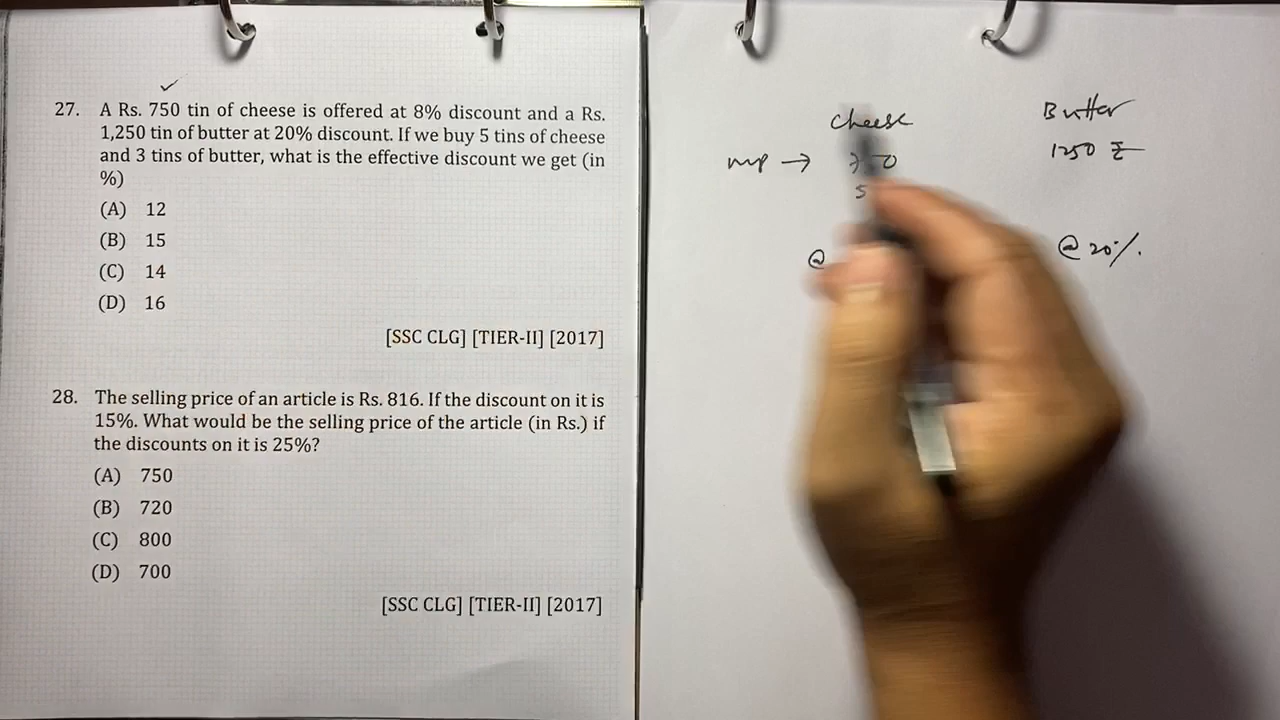 27. A Rs. 750 tin of cheese is offered at 8% discount and a Rs.
1,250 tin of butter at 20% discount. If we buy 5 tins of cheese
and 3 tins of butter, what is the effective discount we get (in
%)
(A) 12
(B) 15
(C) 14
(D) 16
[SSC CLG] [TIER-II] [2017]
28. The selling price of an article is Rs. 816. If the discount on it is
15%. What would be the selling price of the article (in Rs.) if
the discounts on it is 25%?
(A) 750
(B) 720
(C) 800
(D) 700
[SSC CLG] [TIER-II] [2017]
cheese Butter
mp → 1250 ₹
5
@ @ 20%.